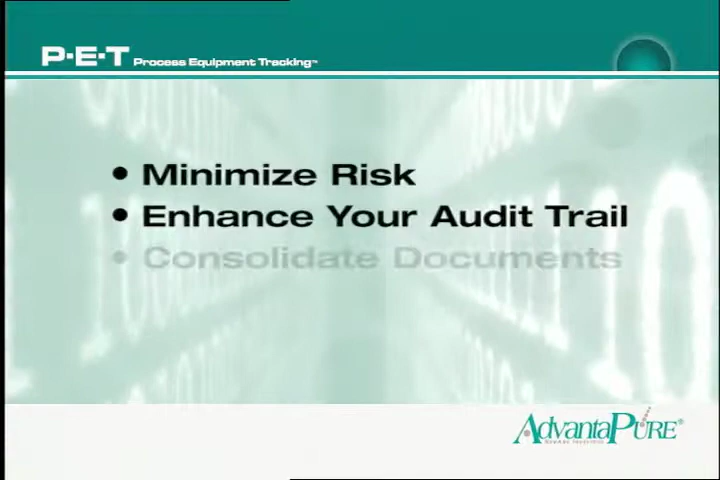 P·E·T Process Equipment Tracking™
• Minimize Risk
• Enhance Your Audit Trail
• Consolidate Documents
AdvantaPure®